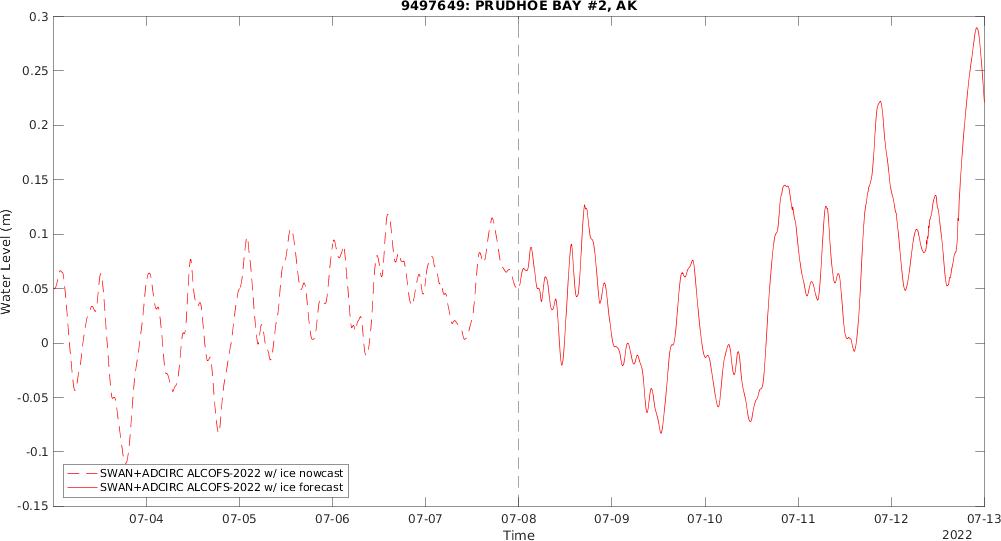 9497649: PRUDHOE BAY #2, AK
0.3
0.25
0.2
0.15
0.1
0.05
0
-0.05
-0.1
-0.15
Water Level (m)
SWAN+ADCIRC ALCOFS-2022 w/ ice nowcast
SWAN+ADCIRC ALCOFS-2022 w/ ice forecast
07-04 07-05 07-06 07-07 07-08 07-09 07-10 07-11 07-12 07-13
Time
2022